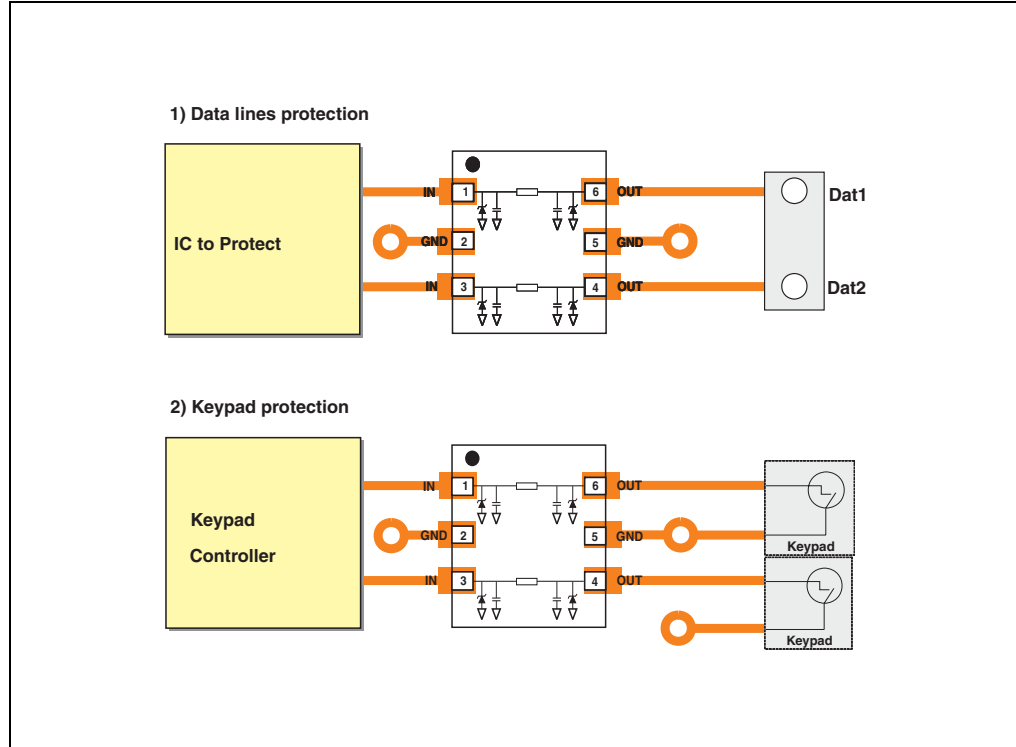 1) Data lines protection
IC to Protect
IN 1 6 OUT
GND 2 5 GND
IN 3 4 OUT
Dat1
Dat2
2) Keypad protection
Keypad
Controller
IN 1 6 OUT
GND 2 5 GND
IN 3 4 OUT
Keypad
Keypad